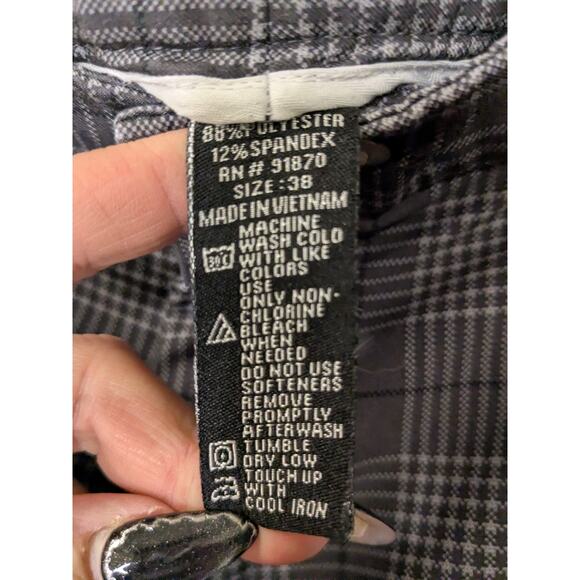 88% POLYESTER
12% SPANDEX
RN # 91870
SIZE : 38
MADE IN VIETNAM
MACHINE
WASH COLD
30°C WITH LIKE
COLORS
USE
ONLY NON-
CHLORINE
BLEACH
WHEN
NEEDED
DO NOT USE
SOFTENERS
REMOVE
PROMPTLY
AFTERWASH
TUMBLE
DRY LOW
TOUCH UP
WITH
COOL IRON